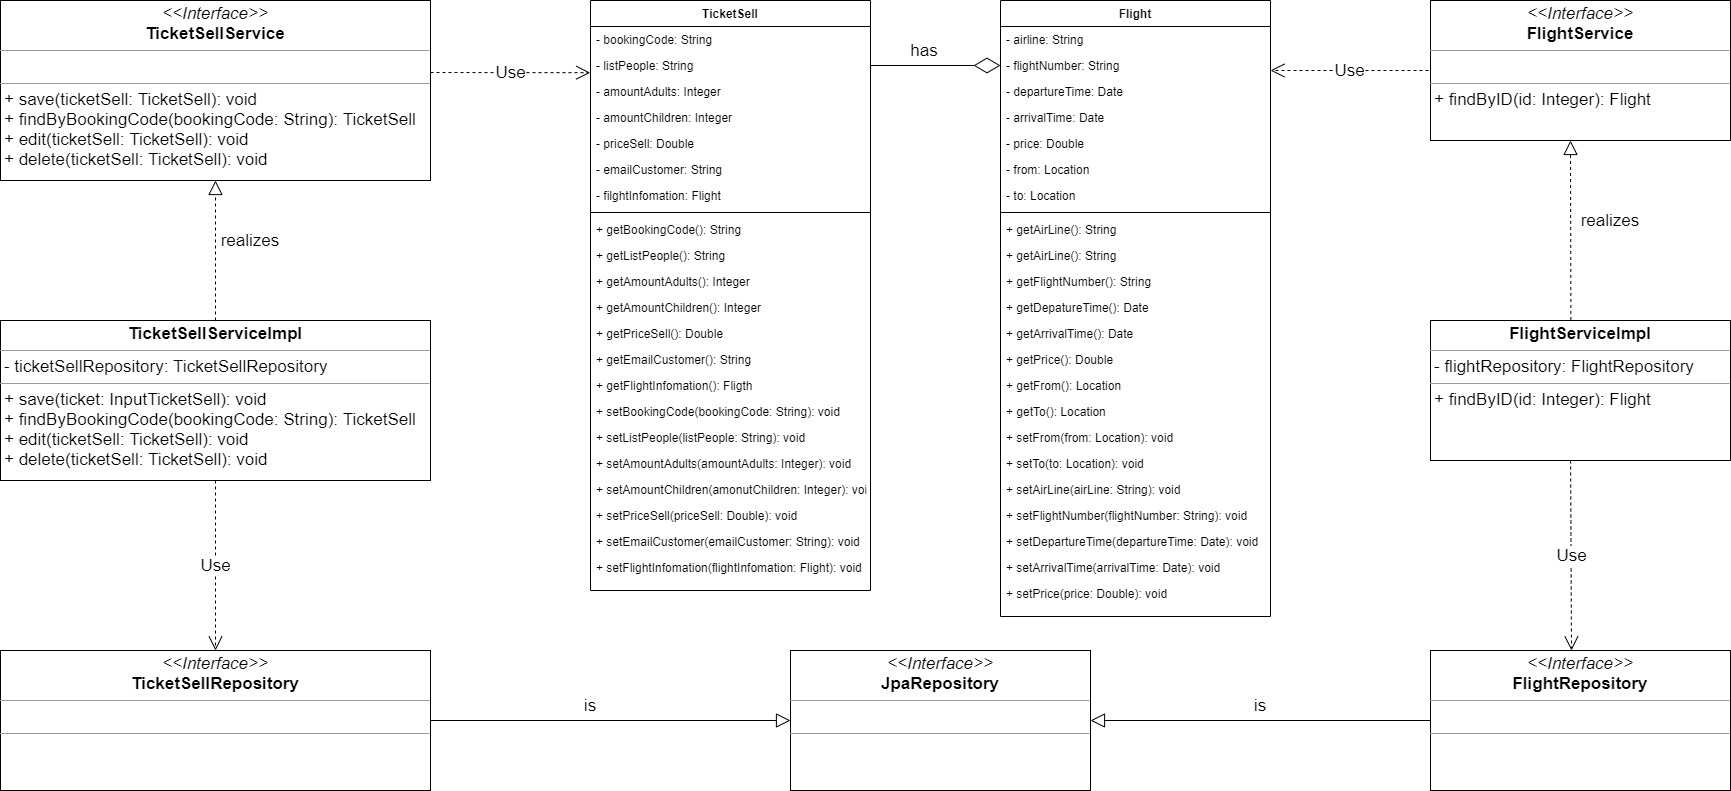 <<Interface>>
TicketSellService
+ save(ticketSell: TicketSell): void
+ findByBookingCode(bookingCode: String): TicketSell
+ edit(ticketSell: TicketSell): void
+ delete(ticketSell: TicketSell): void
Use
TicketSell
- bookingCode: String
- listPeople: String
- amountAdults: Integer
- amountChildren: Integer
- priceSell: Double
- emailCustomer: String
- filghtInfomation: Flight
+ getBookingCode(): String
+ getListPeople(): String
+ getAmountAdults(): Integer
+ getAmountChildren(): Integer
+ getPriceSell(): Double
+ getEmailCustomer(): String
+ getFlightInfomation(): Fligth
+ setBookingCode(bookingCode: String): void
+ setListPeople(listPeople: String): void
+ setAmountAdults(amountAdults: Integer): void
+ setAmountChildren(amonutChildren: Integer): voi
+ setPriceSell(priceSell: Double): void
+ setEmailCustomer(emailCustomer: String): void
+ setFlightInfomation(flightInfomation: Flight): void
has
Flight
- airline: String
- flightNumber: String
- departureTime: Date
- arrivalTime: Date
- price: Double
- from: Location
- to: Location
+ getAirLine(): String
+ getAirLine(): String
+ getFlightNumber(): String
+ getDepatureTime(): Date
+ getArrivalTime(): Date
+ getPrice(): Double
+ getFrom(): Location
+ getTo(): Location
+ setFrom(from: Location): void
+ setTo(to: Location): void
+ setAirLine(airLine: String): void
+ setFlightNumber(flightNumber: String): void
+ setDepartureTime(departureTime: Date): void
+ setArrivalTime(arrivalTime: Date): void
+ setPrice(price: Double): void
Use
<<Interface>>
FlightService
+ findByID(id: Integer): Flight
realizes
realizes
TicketSellServiceImpl
- ticketSellRepository: TicketSellRepository
+ save(ticket: InputTicketSell): void
+ findByBookingCode(bookingCode: String): TicketSell
+ edit(ticketSell: TicketSell): void
+ delete(ticketSell: TicketSell): void
FlightServiceImpl
- flightRepository: FlightRepository
+ findByID(id: Integer): Flight
Use
Use
<<Interface>>
TicketSellRepository
is
<<Interface>>
JpaRepository
is
<<Interface>>
FlightRepository